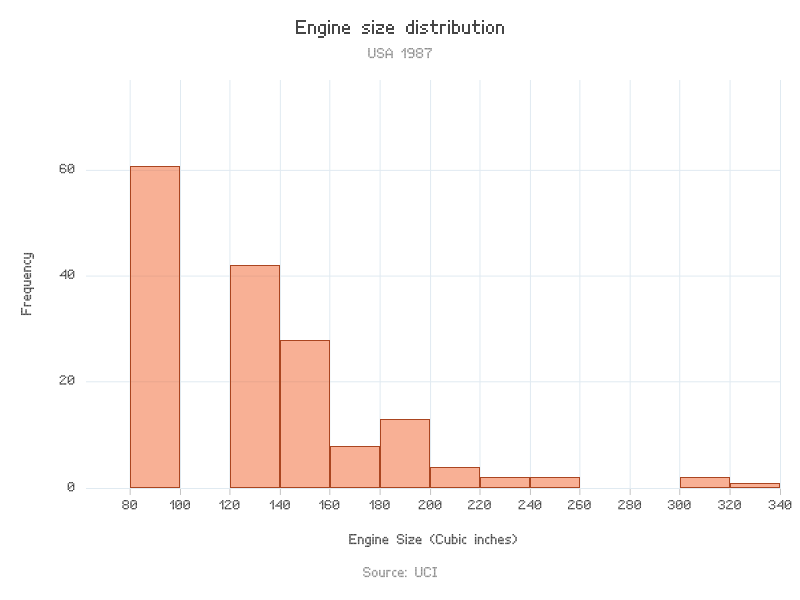 Engine size distribution
USA 1987
60
40
20
0
Frequency
80 100 120 140 160 180 200 220 240 260 280 300 320 340
Engine Size (Cubic inches)
Source: UCI